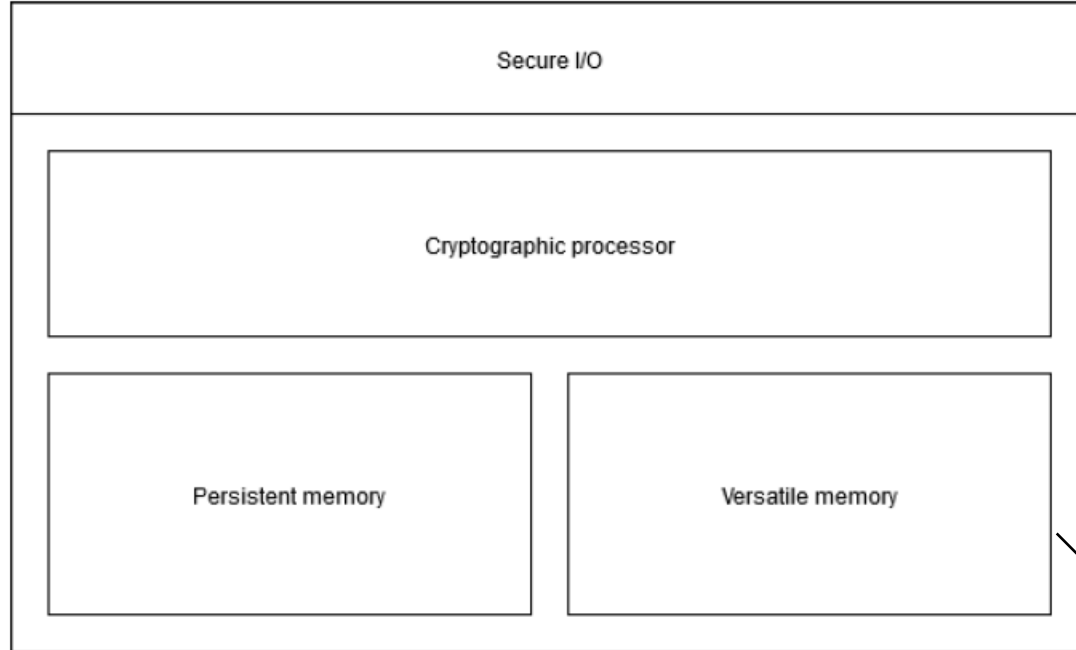 Secure I/O
Cryptographic processor
Persistent memory
Versatile memory